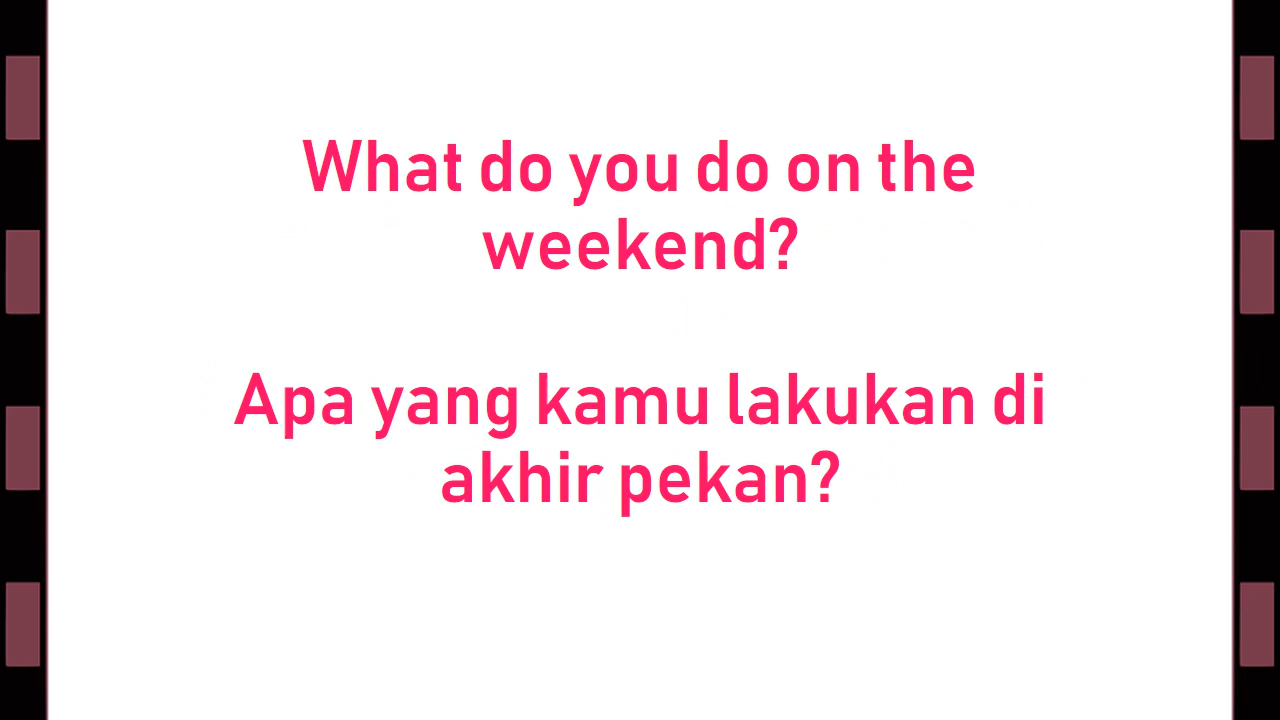 What do you do on the
weekend?
Apa yang kamu lakukan di
akhir pekan?